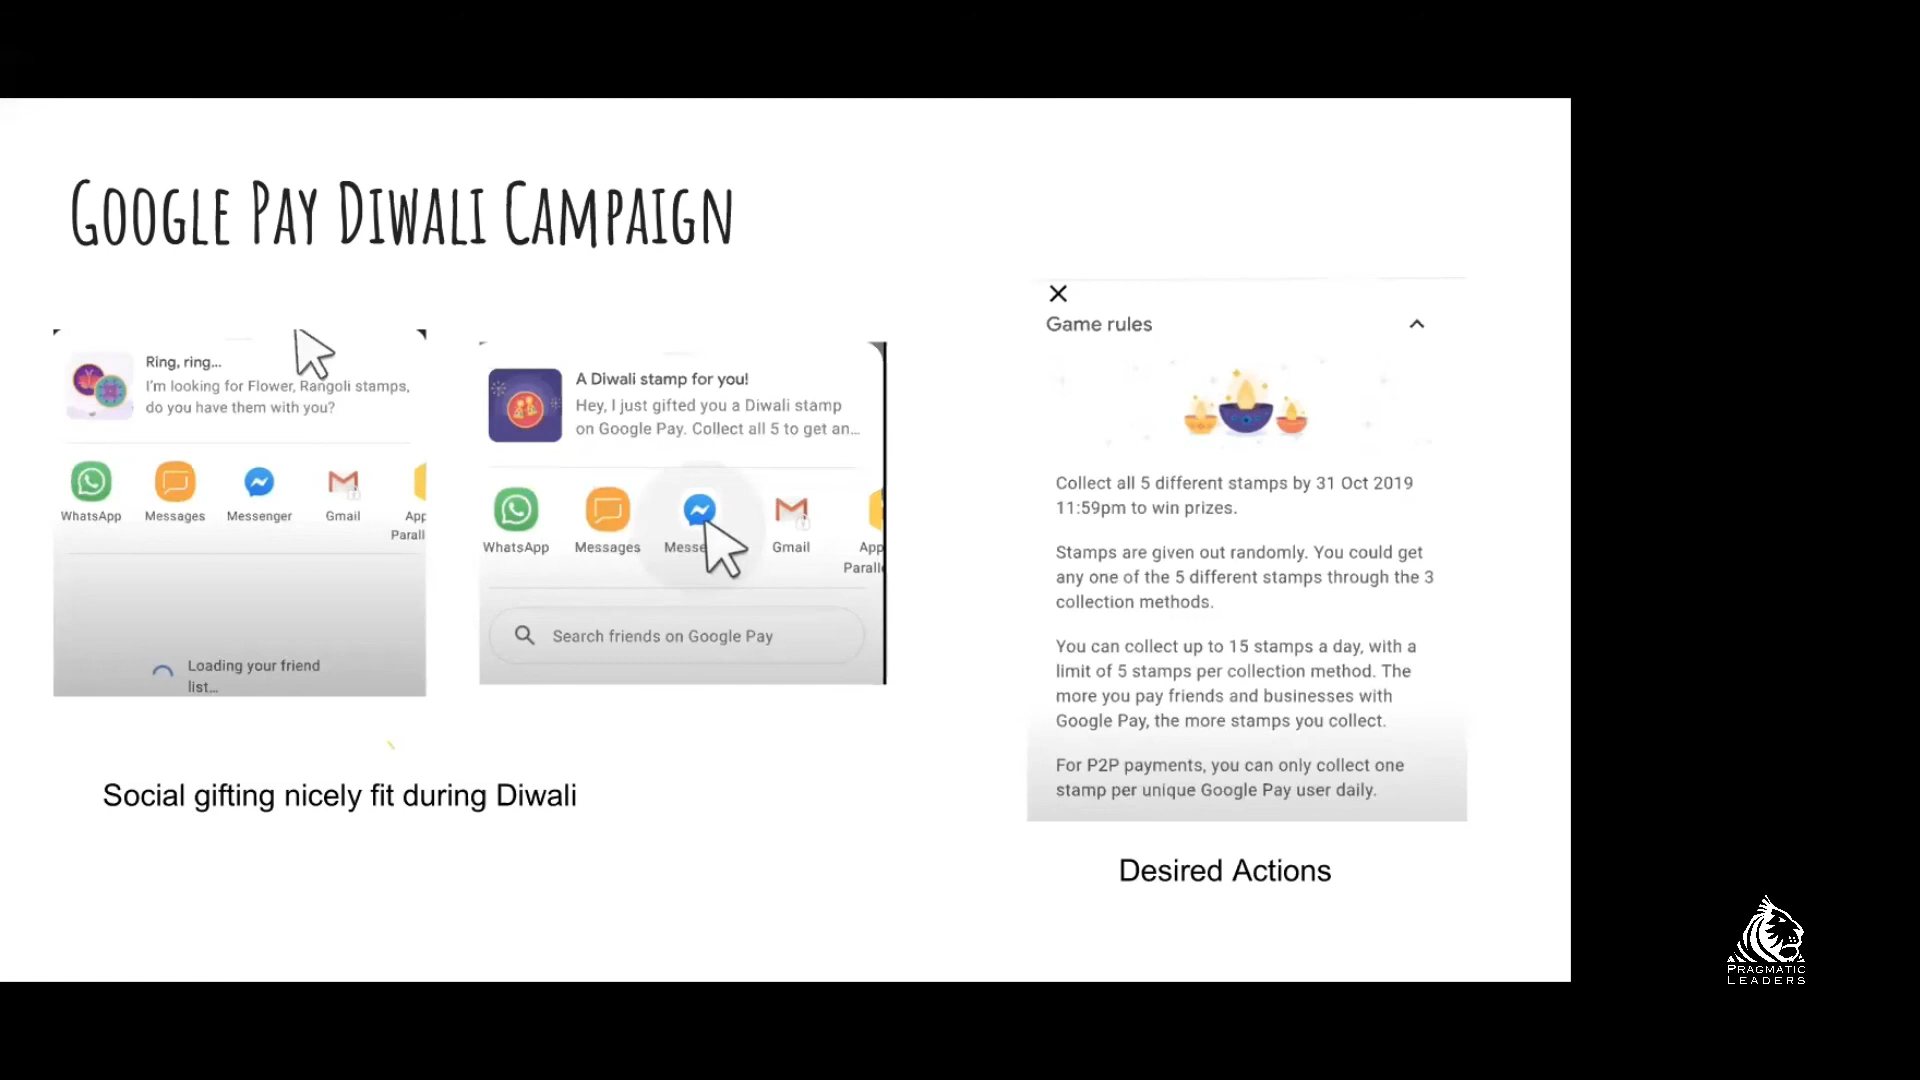 GOOGLE PAY DIWALI CAMPAIGN
Ring, ring...
I'm looking for Flower, Rangoli stamps,
do you have them with you?
WhatsApp
Messages
Messenger
Gmail
App
Parall
Loading your friend
list...
A Diwali stamp for you!
Hey, I just gifted you a Diwali stamp
on Google Pay. Collect all 5 to get an...
WhatsApp
Messages
Messe
Gmail
App
Paralle
Search friends on Google Pay
Social gifting nicely fit during Diwali
Game rules
Collect all 5 different stamps by 31 Oct 2019
11:59pm to win prizes.
Stamps are given out randomly. You could get
any one of the 5 different stamps through the 3
collection methods.
You can collect up to 15 stamps a day, with a
limit of 5 stamps per collection method. The
more you pay friends and businesses with
Google Pay, the more stamps you collect.
For P2P payments, you can only collect one
stamp per unique Google Pay user daily.
Desired Actions
PRAGMATIC
LEADERS